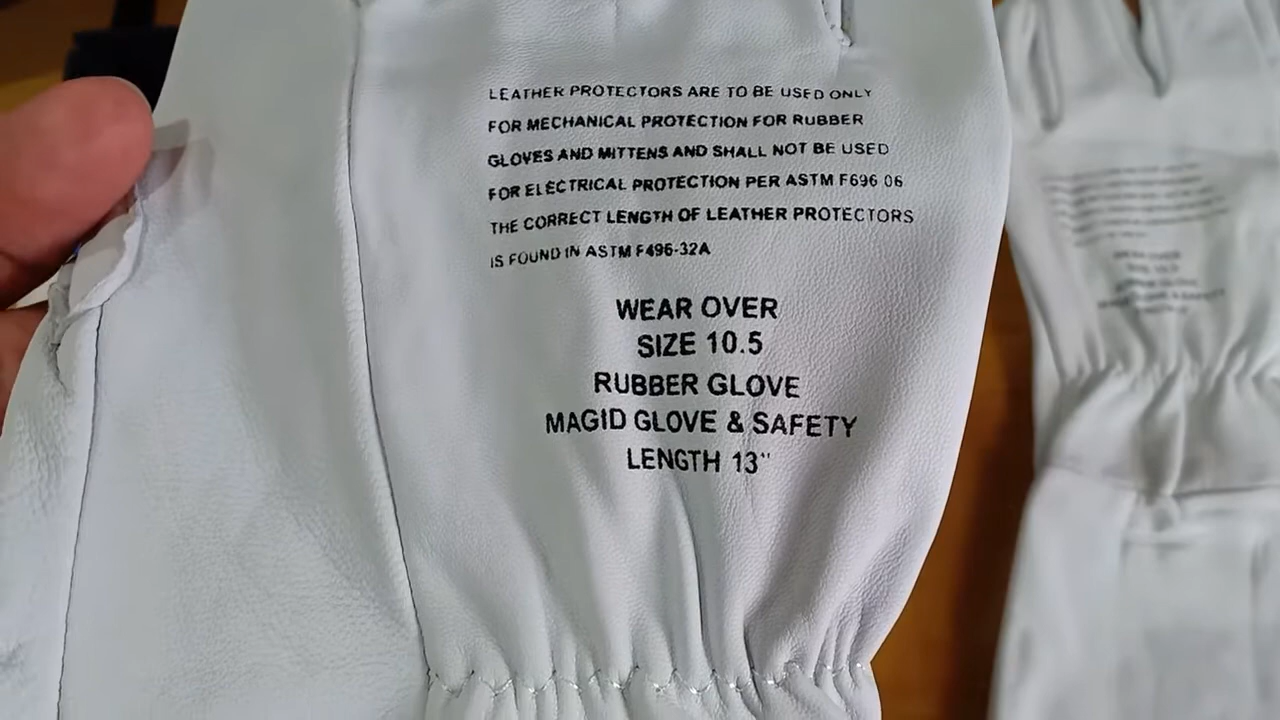 LEATHER PROTECTORS ARE TO BE USED ONLY
FOR MECHANICAL PROTECTION FOR RUBBER
GLOVES AND MITTENS AND SHALL NOT BE USED
FOR ELECTRICAL PROTECTION PER ASTM F696 06
THE CORRECT LENGTH OF LEATHER PROTECTORS
IS FOUND IN ASTM F496-32A
WEAR OVER
SIZE 10.5
RUBBER GLOVE
MAGID GLOVE & SAFETY
LENGTH 13"